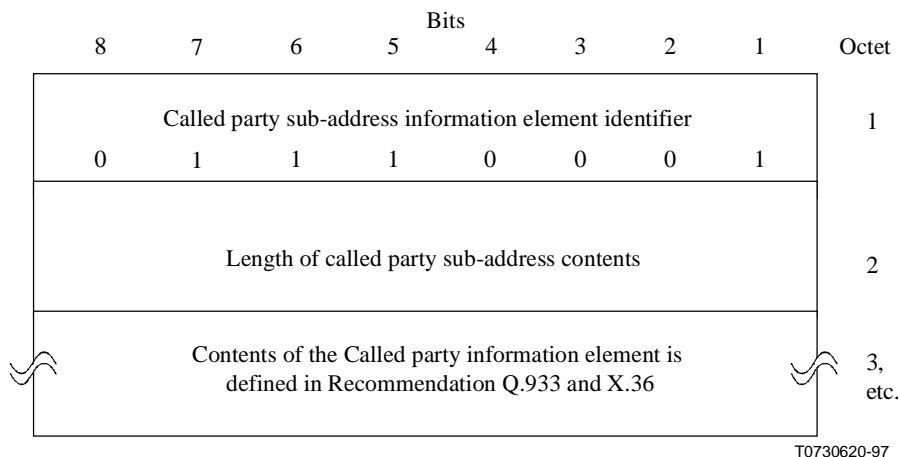 Bits
8 7 6 5 4 3 2 1 Octet
Called party sub-address information element identifier
1
0 1 1 1 0 0 0 1
Length of called party sub-address contents
2
Contents of the Called party information element is
defined in Recommendation Q.933 and X.36
3,
etc.
T0730620-97